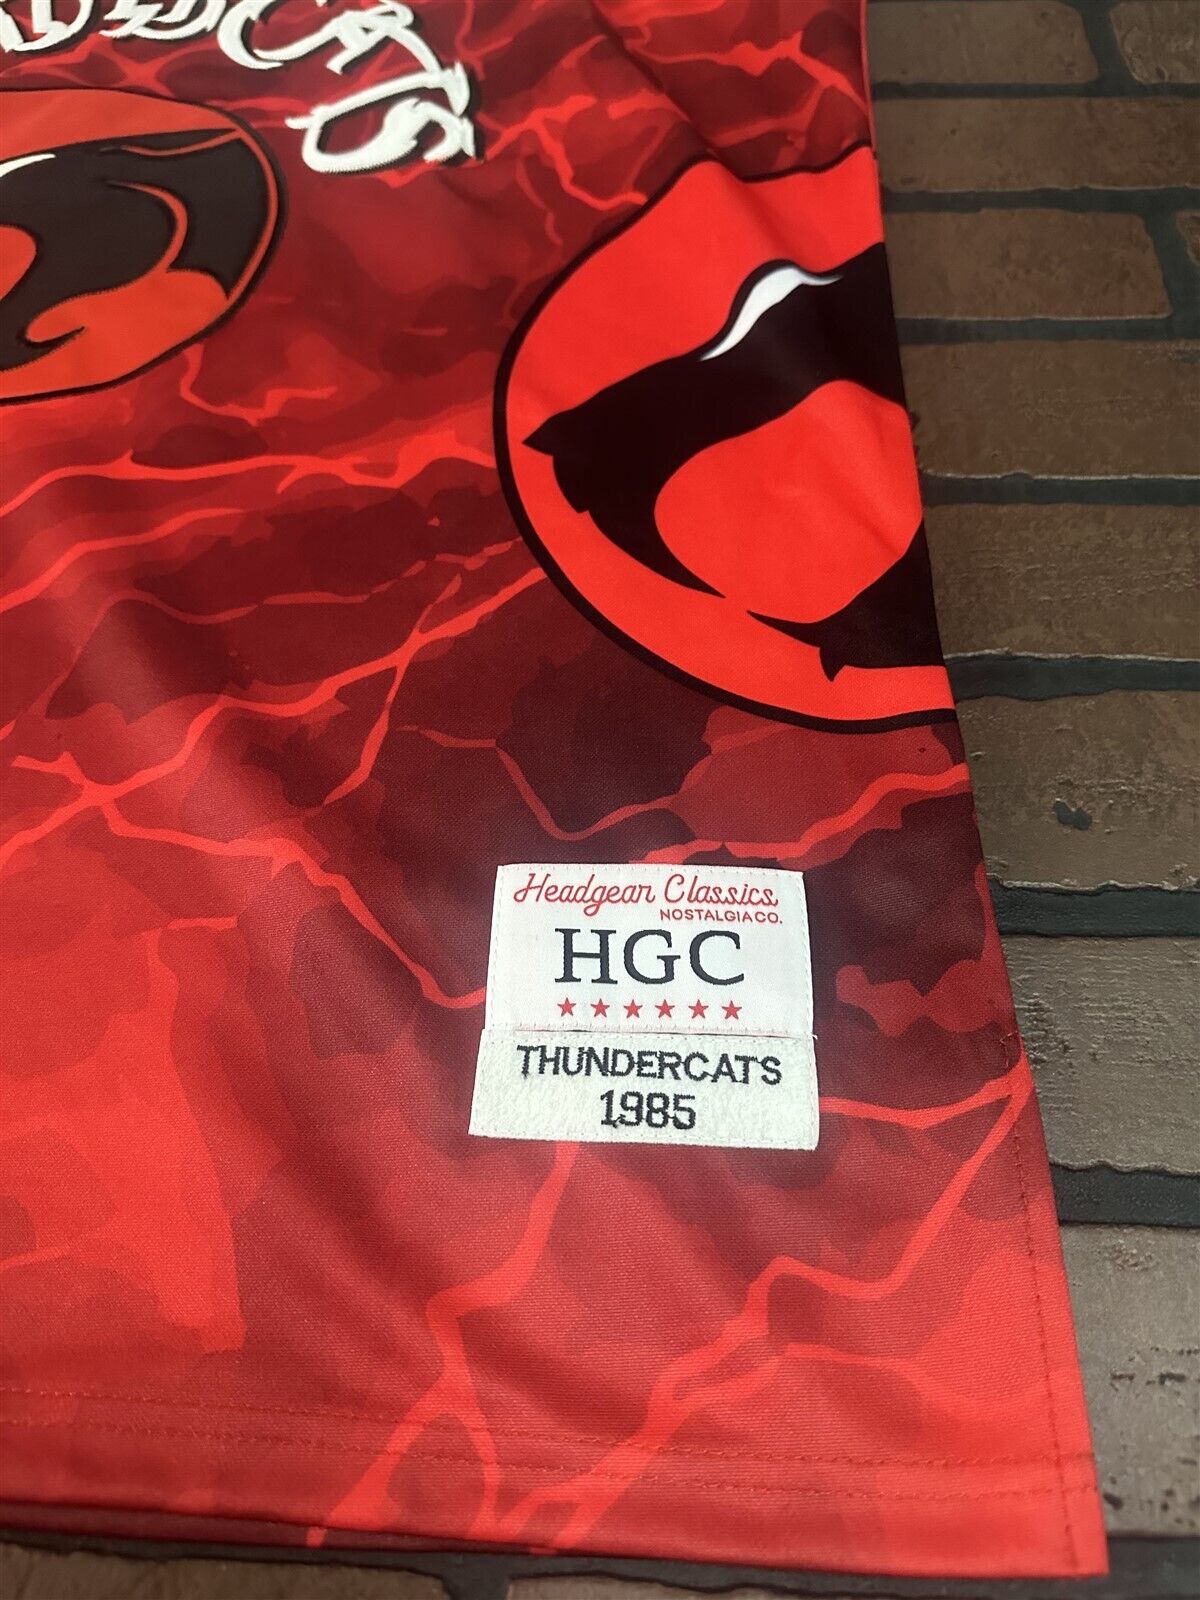 Headgear Classics
NOSTALGIA CO.
HGC
THUNDERCATS
1985